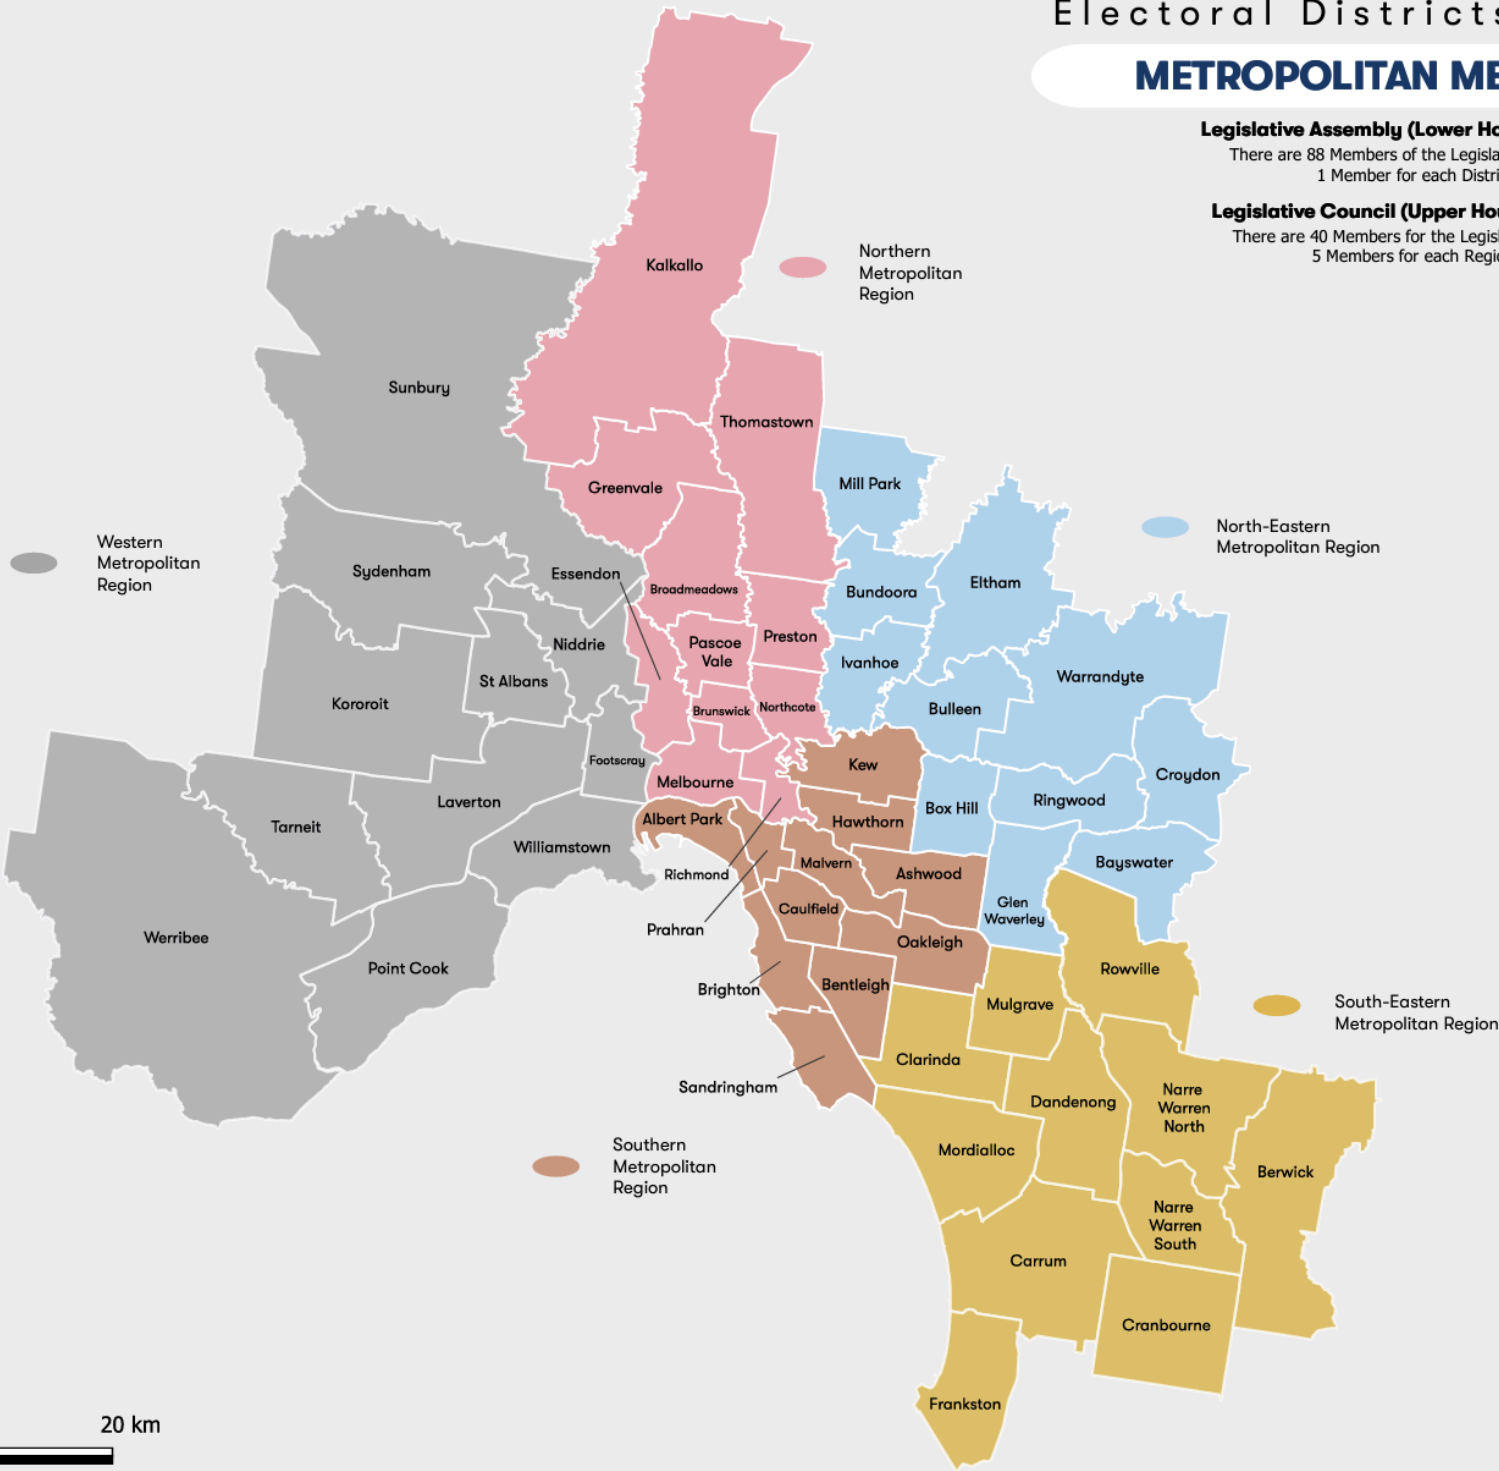 Electoral Districts
METROPOLITAN ME
Legislative Assembly (Lower Ho
There are 88 Members of the Legisla
1 Member for each Distri
Legislative Council (Upper Hou
There are 40 Members for the Legisl
5 Members for each Regio
Northern
Metropolitan
Region
Kalkallo
Sunbury
Thomastown
Mill Park
Greenvale
North-Eastern
Metropolitan Region
Western
Metropolitan
Region
Sydenham
Essendon
Broadmeadows
Bundoora
Eltham
Niddrie
Pascoe
Vale
Preston
Ivanhoe
Warrandyte
St Albans
Kororoit
Brunswick
Northcote
Bulleen
Footscray
Melbourne
Kew
Croydon
Laverton
Ringwood
Box Hill
Tarneit
Albert Park
Hawthorn
Williamstown
Malvern
Bayswater
Richmond
Ashwood
Caulfield
Glen
Waverley
Prahran
Werribee
Oakleigh
Point Cook
Rowville
Brighton
Bentleigh
Mulgrave
South-Eastern
Metropolitan Region
Clarinda
Sandringham
Dandenong
Narre
Warren
North
Southern
Metropolitan
Region
Mordialloc
Berwick
Narre
Warren
South
Carrum
Cranbourne
Frankston
20 km